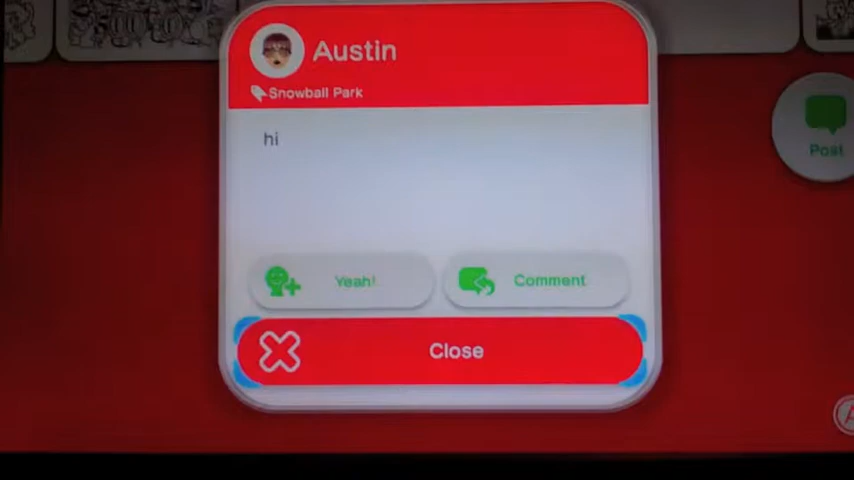 Austin
Snowball Park
hi
Post
Yeah!
Comment
Close